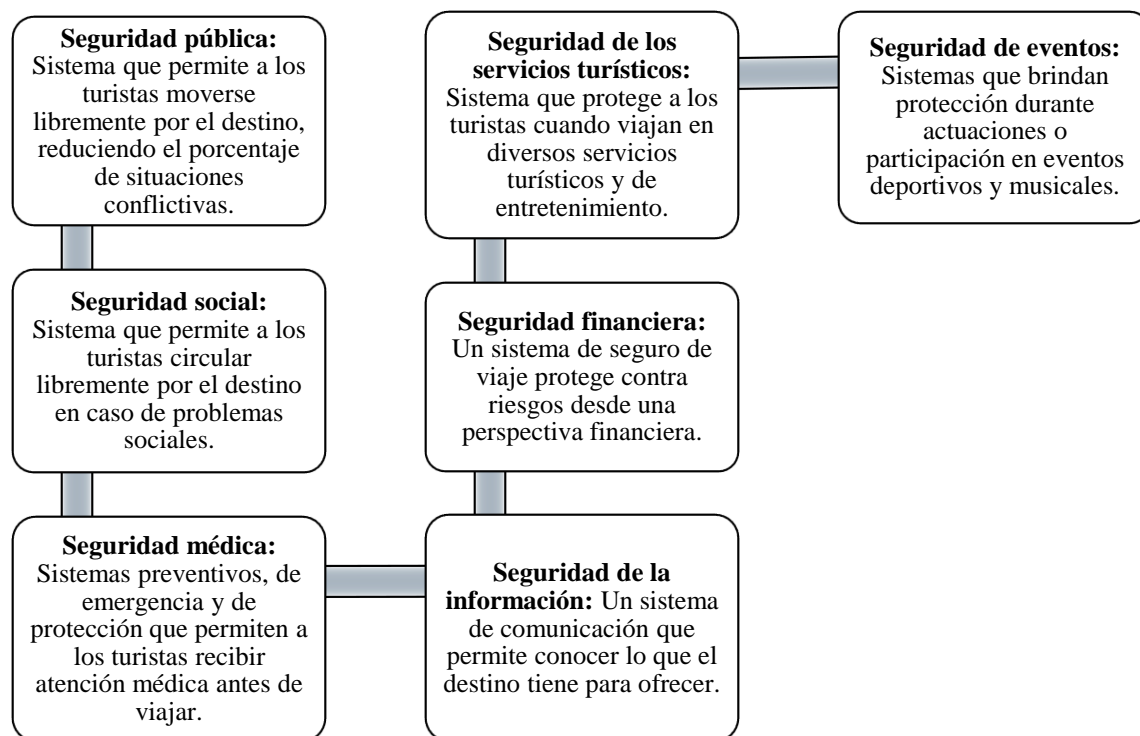 Seguridad pública:
Sistema que permite a los
turistas moverse
libremente por el destino,
reduciendo el porcentaje
de situaciones
conflictivas.
Seguridad social:
Sistema que permite a los
turistas circular
libremente por el destino
en caso de problemas
sociales.
Seguridad médica:
Sistemas preventivos, de
emergencia y de
protección que permiten a
los turistas recibir
atención médica antes de
viajar.
Seguridad de la
información: Un sistema
de comunicación que
permite conocer lo que el
destino tiene para ofrecer.
Seguridad financiera:
Un sistema de seguro de
viaje protege contra
riesgos desde una
perspectiva financiera.
Seguridad de los
servicios turísticos:
Sistema que protege a los
turistas cuando viajan en
diversos servicios
turísticos y de
entretenimiento.
Seguridad de eventos:
Sistemas que brindan
protección durante
actuaciones o
participación en eventos
deportivos y musicales.